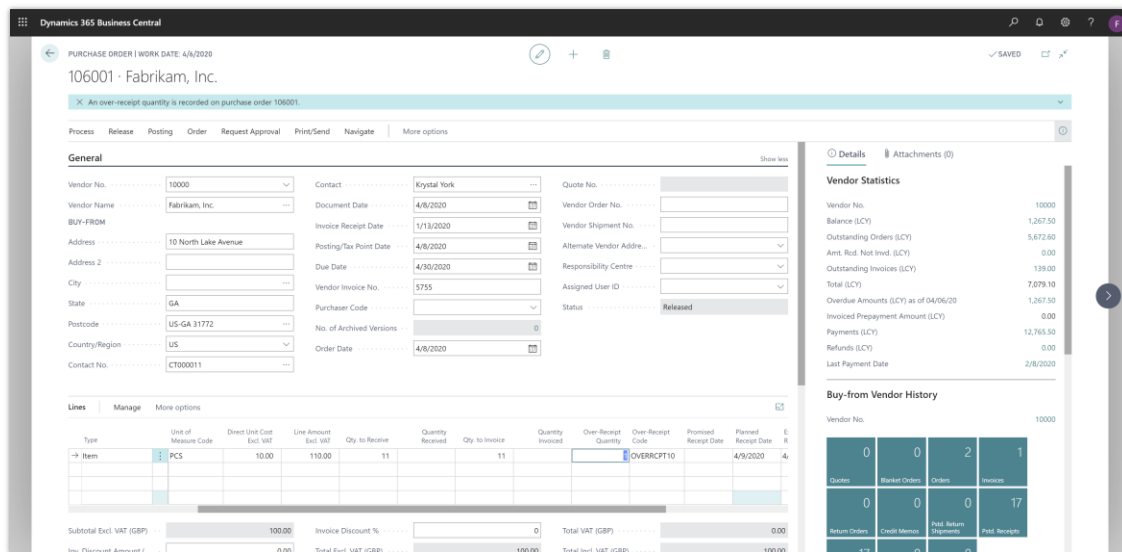 Dynamics 365 Business Central
F
PURCHASE ORDER | WORK DATE: 4/6/2020
SAVED
106001 · Fabrikam, Inc.
An over-receipt quantity is recorded on purchase order 106001.
Process Release Posting Order Request Approval Print/Send Navigate More options
General Show less
Vendor No. 10000
Vendor Name Fabrikam, Inc.
BUY-FROM
Address 10 North Lake Avenue
Address 2
City
State GA
Postcode US-GA 31772
Country/Region US
Contact No. CT000011
Contact Krystal York
Document Date 4/8/2020
Invoice Receipt Date 1/13/2020
Posting/Tax Point Date 4/8/2020
Due Date 4/30/2020
Vendor Invoice No. 5755
Purchaser Code
No. of Archived Versions 0
Order Date 4/8/2020
Quote No.
Vendor Order No.
Vendor Shipment No.
Alternate Vendor Addre...
Responsibility Centre
Assigned User ID
Status Released
Lines Manage More options
Type Unit of Measure Code Direct Unit Cost Excl. VAT Line Amount Excl. VAT Qty. to Receive Quantity Received Qty. to Invoice Quantity Invoiced Over-Receipt Quantity Over-Receipt Code Promised Receipt Date Planned Receipt Date
Item PCS 10.00 110.00 11 11 1 OVERRCPT10 4/9/2020 4/
Subtotal Excl. VAT (GBP) 100.00 Invoice Discount % 0 Total VAT (GBP) 0.00
Inv. Discount Amount ( 0.00 Total Excl. VAT (GBP) 100.00 Total Incl. VAT (GBP) 100.00
Details Attachments (0)
Vendor Statistics
Vendor No. 10000
Balance (LCY) 1,267.50
Outstanding Orders (LCY) 5,672.60
Amt. Rcd. Not Invd. (LCY) 0.00
Outstanding Invoices (LCY) 139.00
Total (LCY) 7,079.10
Overdue Amounts (LCY) as of 04/06/20 1,267.50
Invoiced Prepayment Amount (LCY) 0.00
Payments (LCY) 12,765.50
Refunds (LCY) 0.00
Last Payment Date 2/8/2020
Buy-from Vendor History
Vendor No. 10000
0 0 2 1
Quotes Blanket Orders Orders Invoices
0 0 0 17
Return Orders Credit Memos Pstd. Return Shipments Pstd. Receipts